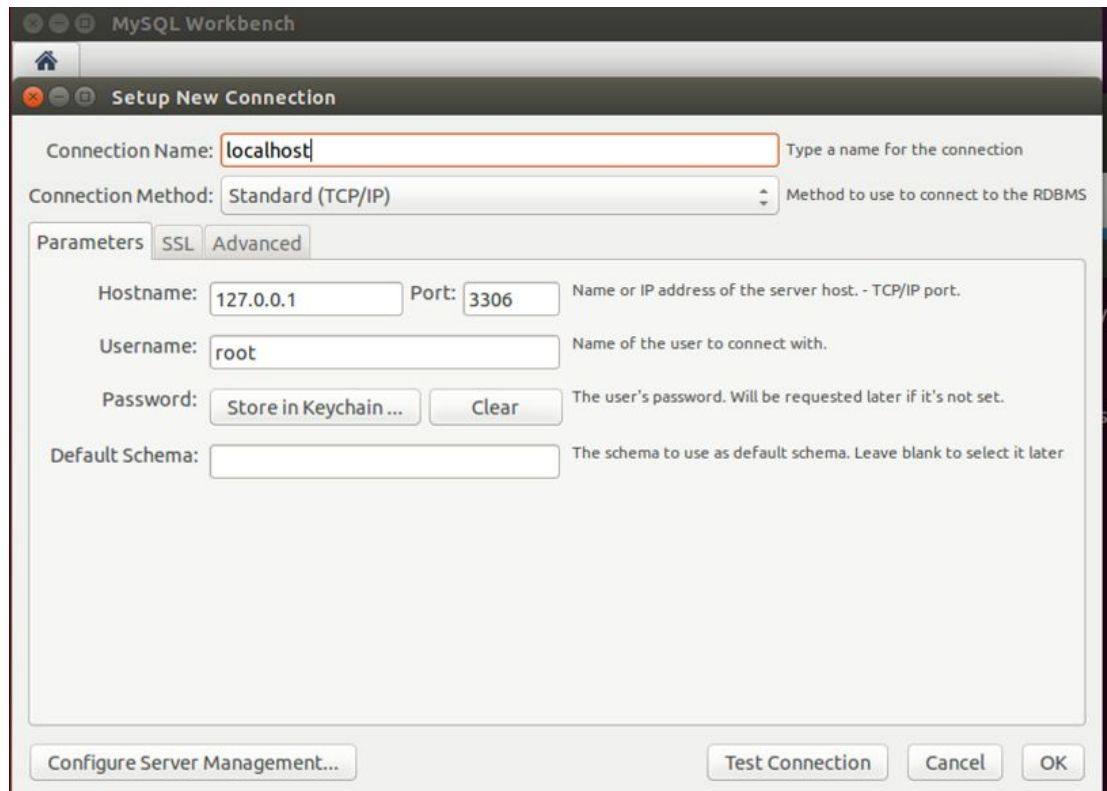 MySQL Workbench
Setup New Connection
Connection Name: localhost Type a name for the connection
Connection Method: Standard (TCP/IP) Method to use to connect to the RDBMS
Parameters SSL Advanced
Hostname: 127.0.0.1 Port: 3306 Name or IP address of the server host. - TCP/IP port.
Username: root Name of the user to connect with.
Password: Store in Keychain ... Clear The user's password. Will be requested later if it's not set.
Default Schema: The schema to use as default schema. Leave blank to select it later
Configure Server Management... Test Connection Cancel OK